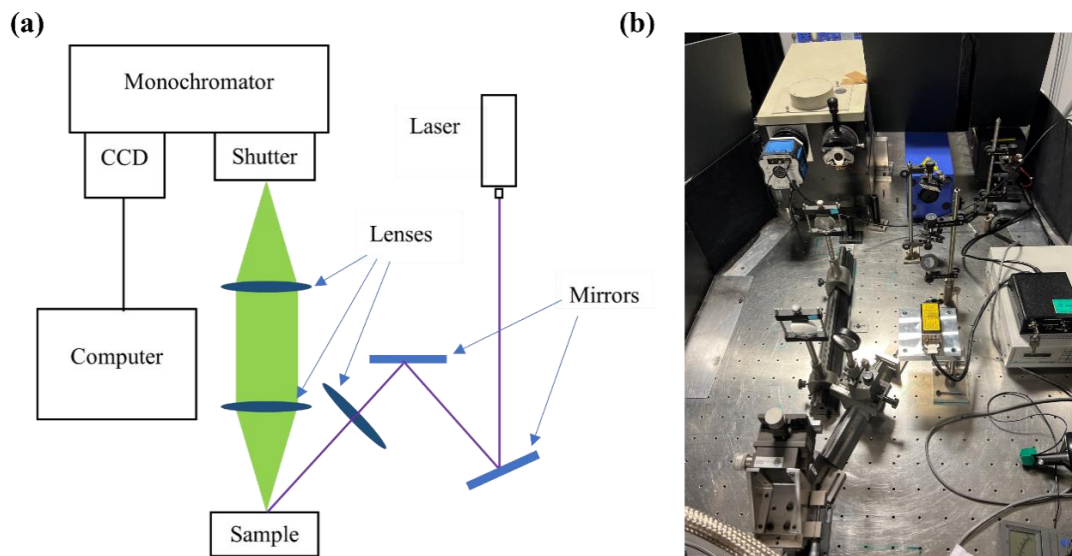 (a)
(b)
Monochromator
Laser
CCD
Shutter
Lenses
Mirrors
Computer
Sample